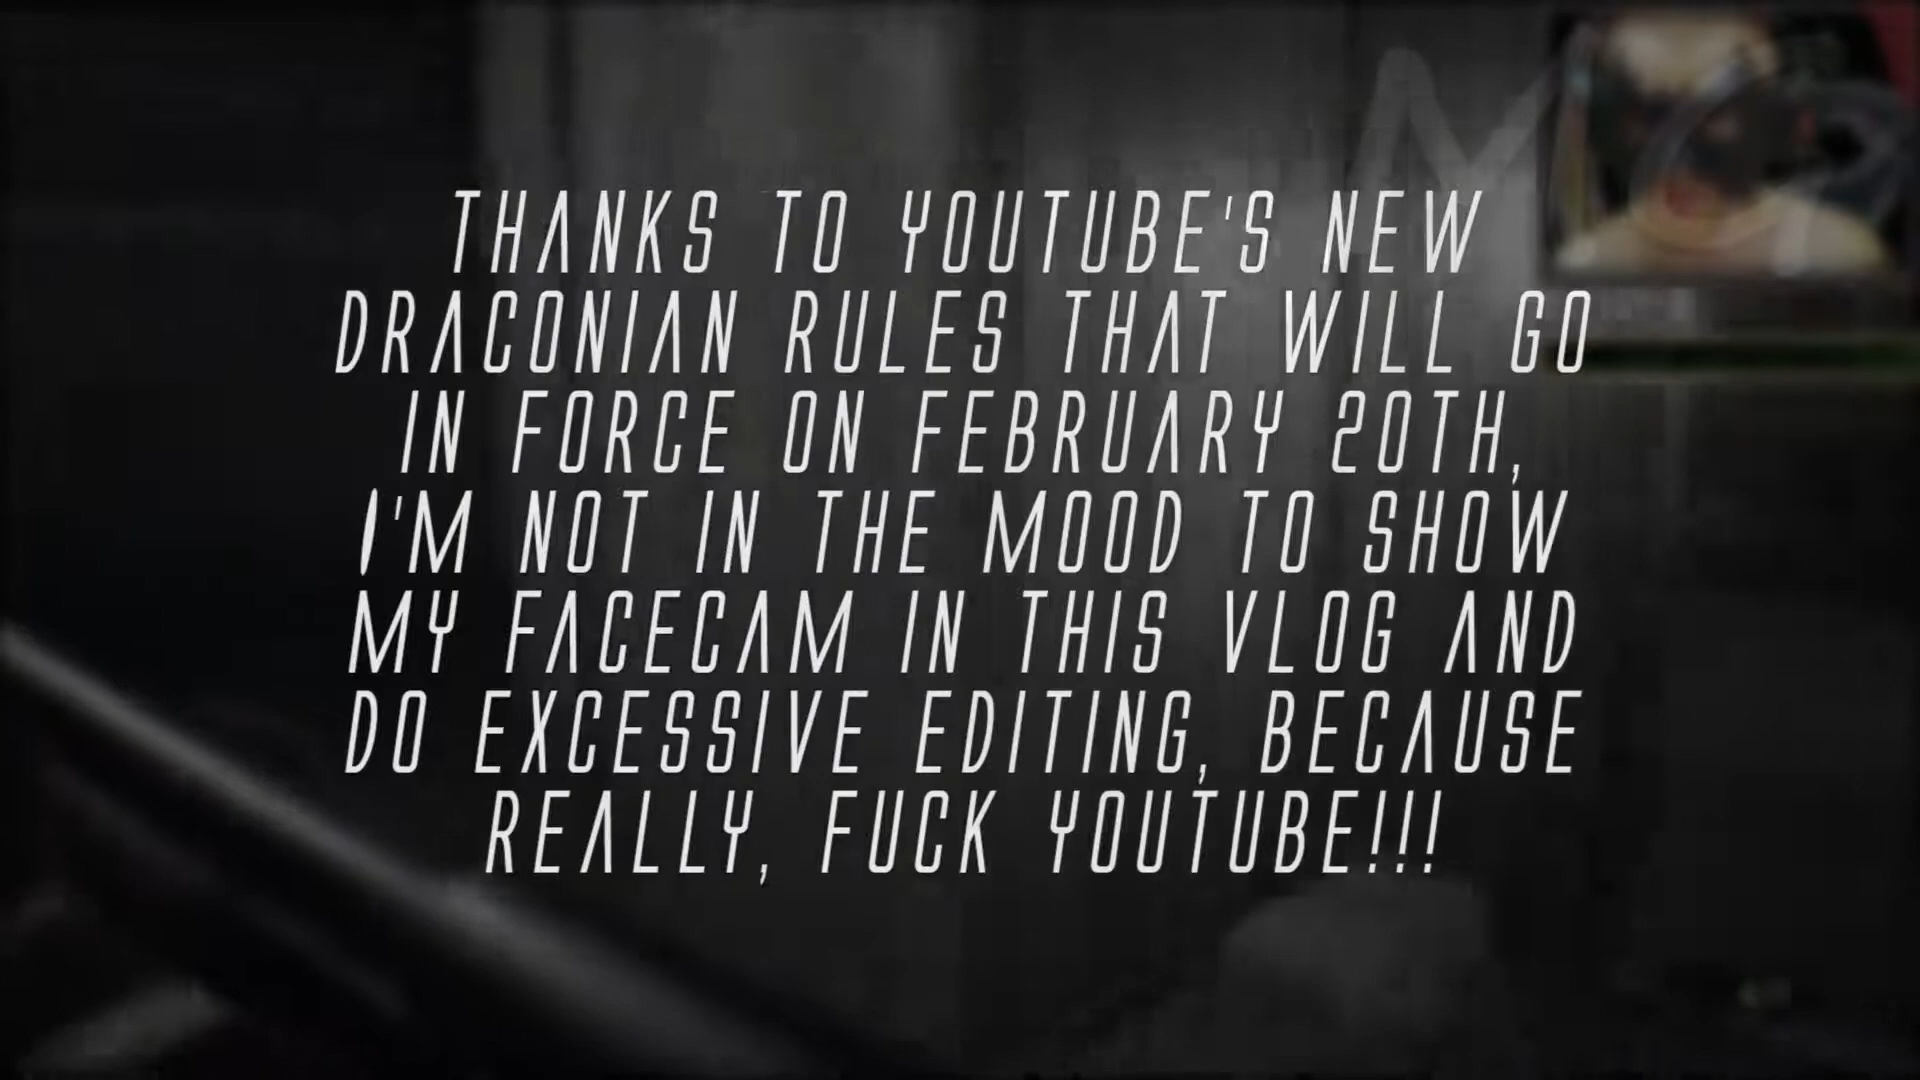 THANKS TO YOUTUBE'S NEW
DRACONIAN RULES THAT WILL GO
IN FORCE ON FEBRUARY 20TH,
I'M NOT IN THE MOOD TO SHOW
MY FACECAM IN THIS VLOG AND
DO EXCESSIVE EDITING, BECAUSE
REALLY, FUCK YOUTUBE!!!